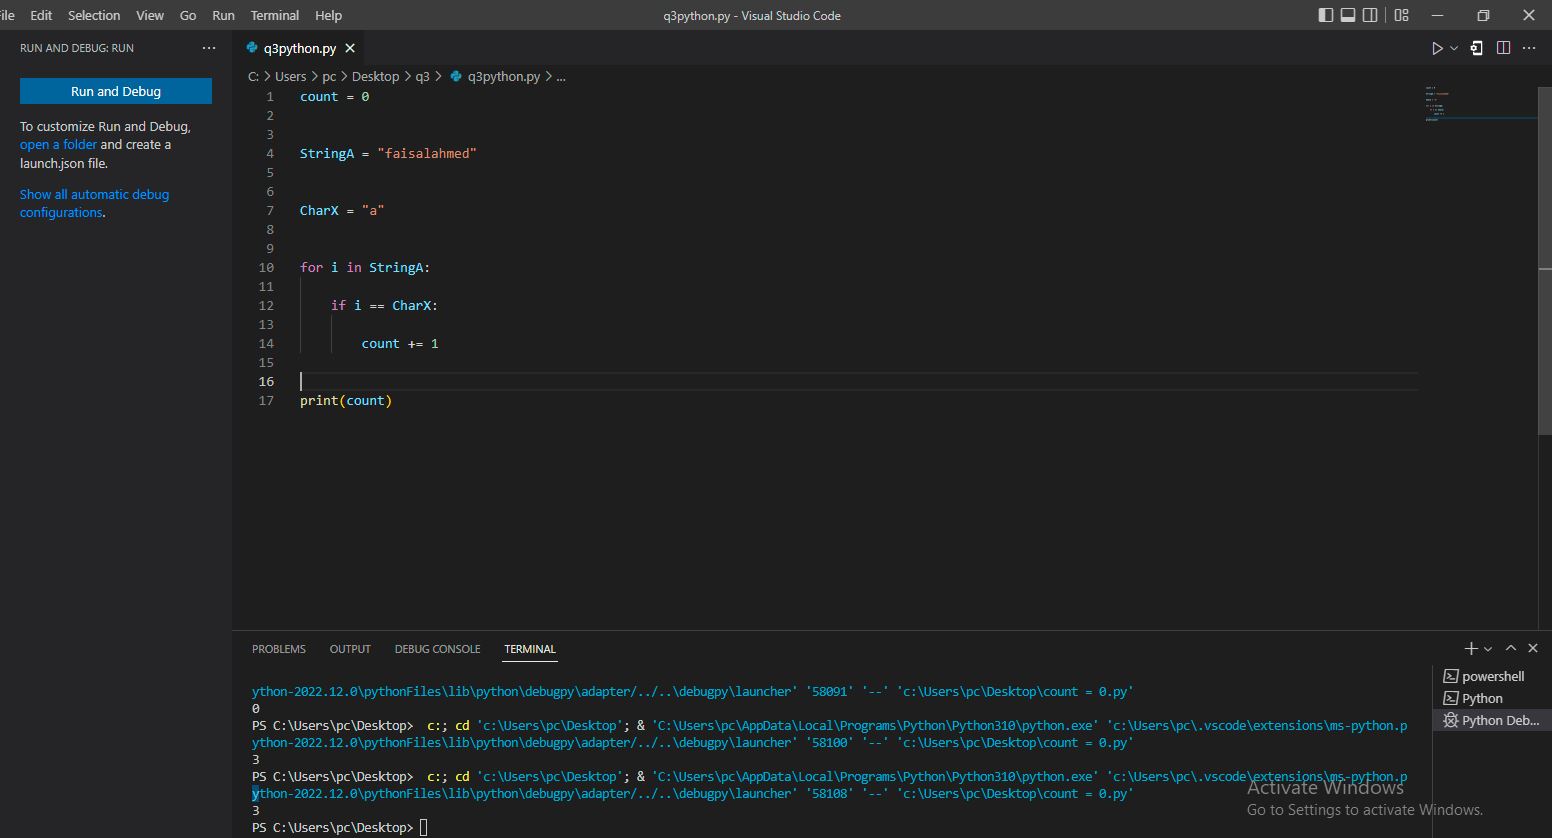 ile Edit Selection View Go Run Terminal Help q3python.py - Visual Studio Code
RUN AND DEBUG: RUN ...
Run and Debug
To customize Run and Debug,
open a folder and create a
launch.json file.
Show all automatic debug
configurations.
q3python.py
C: > Users > pc > Desktop > q3 > q3python.py > ...
1 count = 0
2
3
4 StringA = "faisalahmed"
5
6
7 CharX = "a"
8
9
10 for i in StringA:
11
12 if i == CharX:
13
14 count += 1
15
16
17 print(count)
PROBLEMS OUTPUT DEBUG CONSOLE TERMINAL
ython-2022.12.0\pythonFiles\lib\python\debugpy\adapter/../..\debugpy\launcher' '58091' '--' 'c:\Users\pc\Desktop\count = 0.py'
0
PS C:\Users\pc\Desktop> c:; cd 'c:\Users\pc\Desktop'; & 'C:\Users\pc\AppData\Local\Programs\Python\Python310\python.exe' 'c:\Users\pc\.vscode\extensions\ms-python.p
ython-2022.12.0\pythonFiles\lib\python\debugpy\adapter/../..\debugpy\launcher' '58100' '--' 'c:\Users\pc\Desktop\count = 0.py'
3
PS C:\Users\pc\Desktop> c:; cd 'c:\Users\pc\Desktop'; & 'C:\Users\pc\AppData\Local\Programs\Python\Python310\python.exe' 'c:\Users\pc\.vscode\extensions\ms-python.p
ython-2022.12.0\pythonFiles\lib\python\debugpy\adapter/../..\debugpy\launcher' '58108' '--' 'c:\Users\pc\Desktop\count = 0.py'
3
PS C:\Users\pc\Desktop>
powershell
Python
Python Deb...
Activate Windows
Go to Settings to activate Windows.